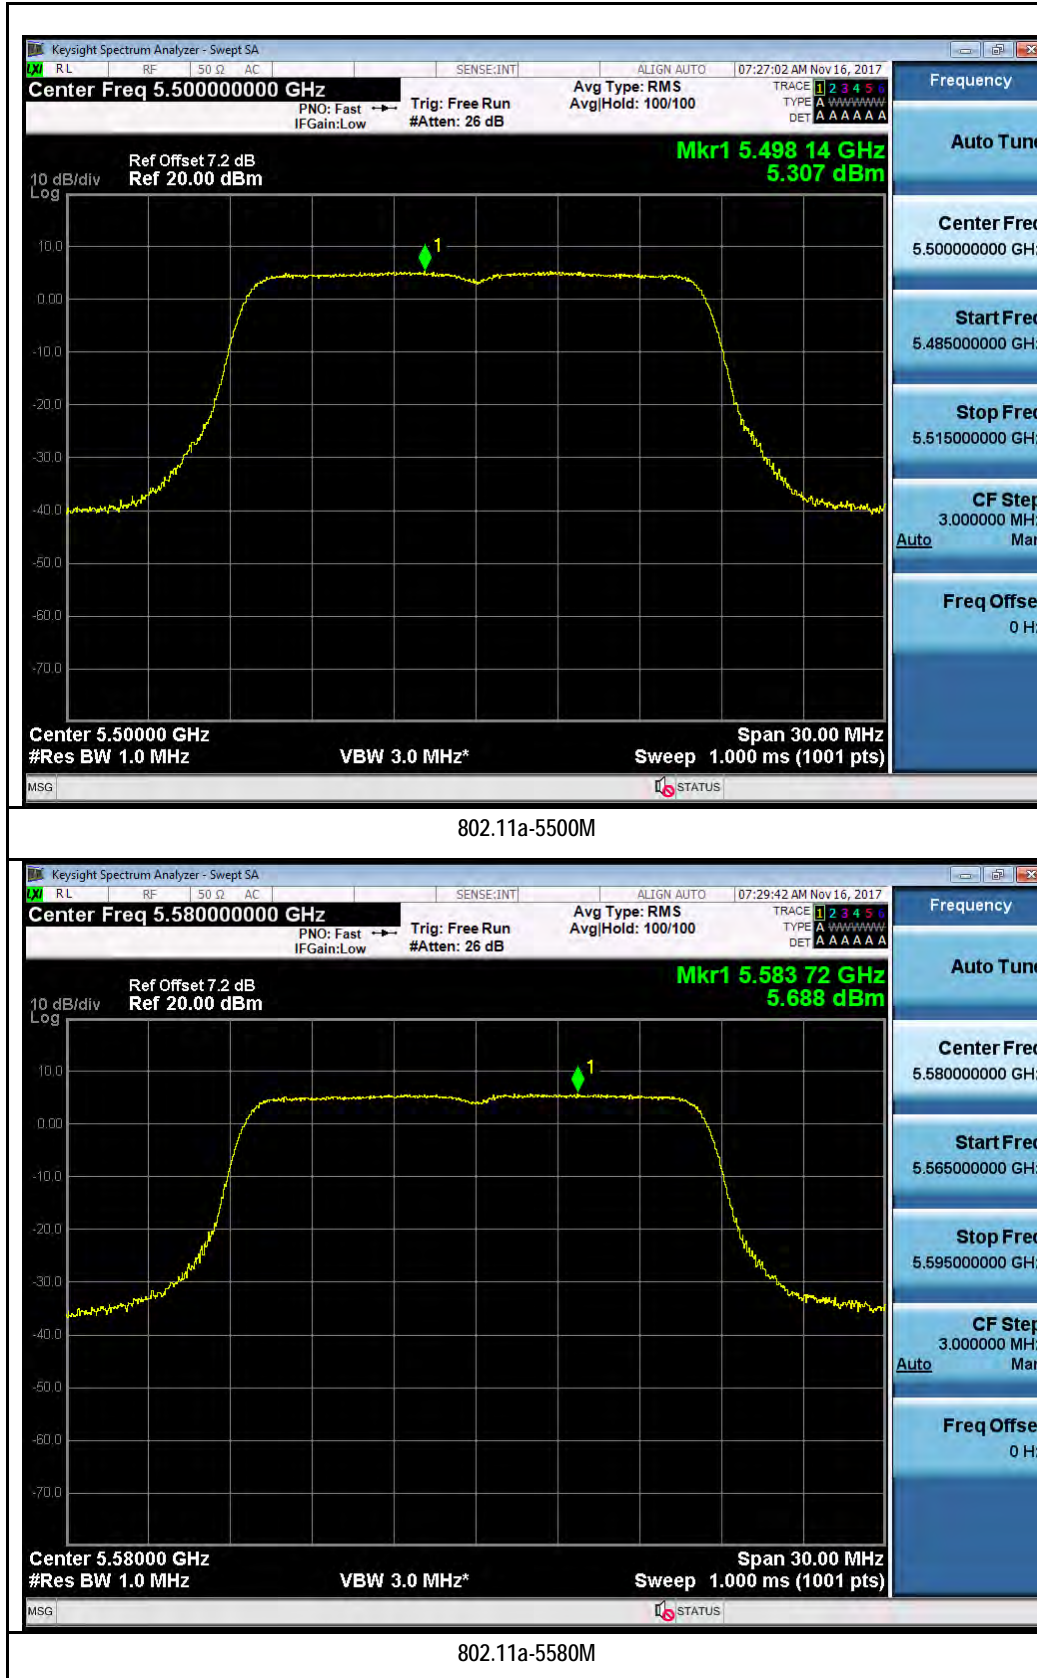 Keysight Spectrum Analyzer - Swept SA
LXI RL RF 50 Ω AC SENSE:INT ALIGN AUTO 07:27:02 AM Nov 16, 2017
Center Freq 5.500000000 GHz
PNO: Fast
IFGain:Low
Trig: Free Run
#Atten: 26 dB
Avg Type: RMS
Avg|Hold: 100/100
TRACE 1 2 3 4 5 6
TYPE A WWWWW
DET A A A A A A
Ref Offset 7.2 dB
Ref 20.00 dBm
10 dB/div
Log
Mkr1 5.498 14 GHz
5.307 dBm
1
10.0
0.00
-10.0
-20.0
-30.0
-40.0
-50.0
-60.0
-70.0
Center 5.50000 GHz
Span 30.00 MHz
#Res BW 1.0 MHz
VBW 3.0 MHz*
Sweep 1.000 ms (1001 pts)
MSG
STATUS
Frequency
Auto Tune
Center Freq
5.500000000 GHz
Start Freq
5.485000000 GHz
Stop Freq
5.515000000 GHz
CF Step
3.000000 MHz
Auto Man
Freq Offset
0 Hz
802.11a-5500M
Keysight Spectrum Analyzer - Swept SA
LXI RL RF 50 Ω AC SENSE:INT ALIGN AUTO 07:29:42 AM Nov 16, 2017
Center Freq 5.580000000 GHz
PNO: Fast
IFGain:Low
Trig: Free Run
#Atten: 26 dB
Avg Type: RMS
Avg|Hold: 100/100
TRACE 1 2 3 4 5 6
TYPE A WWWWW
DET A A A A A A
Ref Offset 7.2 dB
Ref 20.00 dBm
10 dB/div
Log
Mkr1 5.583 72 GHz
5.688 dBm
1
10.0
0.00
-10.0
-20.0
-30.0
-40.0
-50.0
-60.0
-70.0
Center 5.58000 GHz
Span 30.00 MHz
#Res BW 1.0 MHz
VBW 3.0 MHz*
Sweep 1.000 ms (1001 pts)
MSG
STATUS
Frequency
Auto Tune
Center Freq
5.580000000 GHz
Start Freq
5.565000000 GHz
Stop Freq
5.595000000 GHz
CF Step
3.000000 MHz
Auto Man
Freq Offset
0 Hz
802.11a-5580M